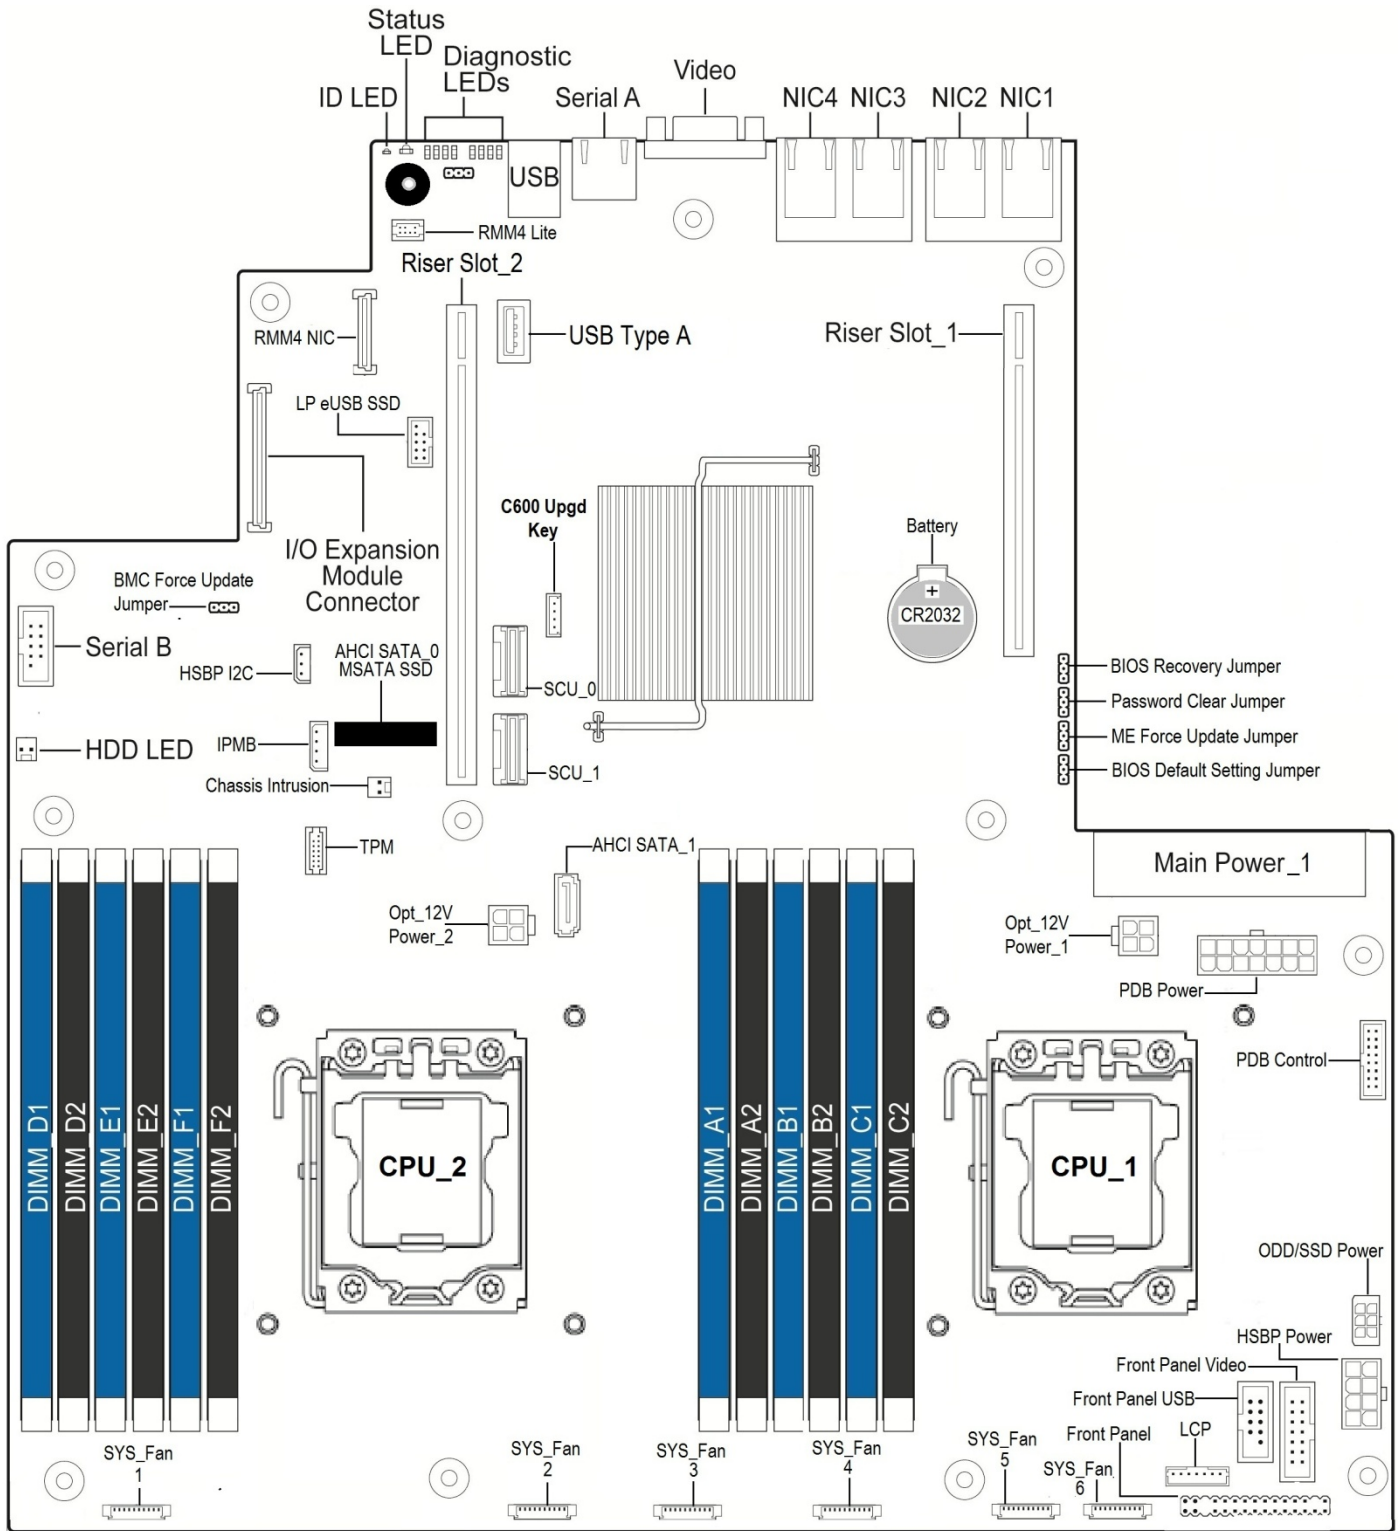 Status
LED
Diagnostic
LEDs
ID LED
Serial A
Video
NIC4
NIC3
NIC2
NIC1
USB
RMM4 Lite
Riser Slot_2
RMM4 NIC
USB Type A
Riser Slot_1
LP eUSB SSD
C600 Upgd
Key
Battery
+
CR2032
I/O Expansion
Module
Connector
BMC Force Update
Jumper
Serial B
HSBP I2C
AHCI SATA_0
MSATA SSD
SCU_0
BIOS Recovery Jumper
Password Clear Jumper
ME Force Update Jumper
BIOS Default Setting Jumper
HDD LED
IPMB
SCU_1
Chassis Intrusion
TPM
AHCI SATA_1
Main Power_1
Opt_12V
Power_2
Opt_12V
Power_1
PDB Power
PDB Control
DIMM_D1
DIMM_D2
DIMM_E1
DIMM_E2
DIMM_F1
DIMM_F2
CPU_2
DIMM_A1
DIMM_A2
DIMM_B1
DIMM_B2
DIMM_C1
DIMM_C2
CPU_1
ODD/SSD Power
HSBP Power
Front Panel Video
Front Panel USB
Front Panel
LCP
SYS_Fan
1
SYS_Fan
2
SYS_Fan
3
SYS_Fan
4
SYS_Fan
5
SYS_Fan
6